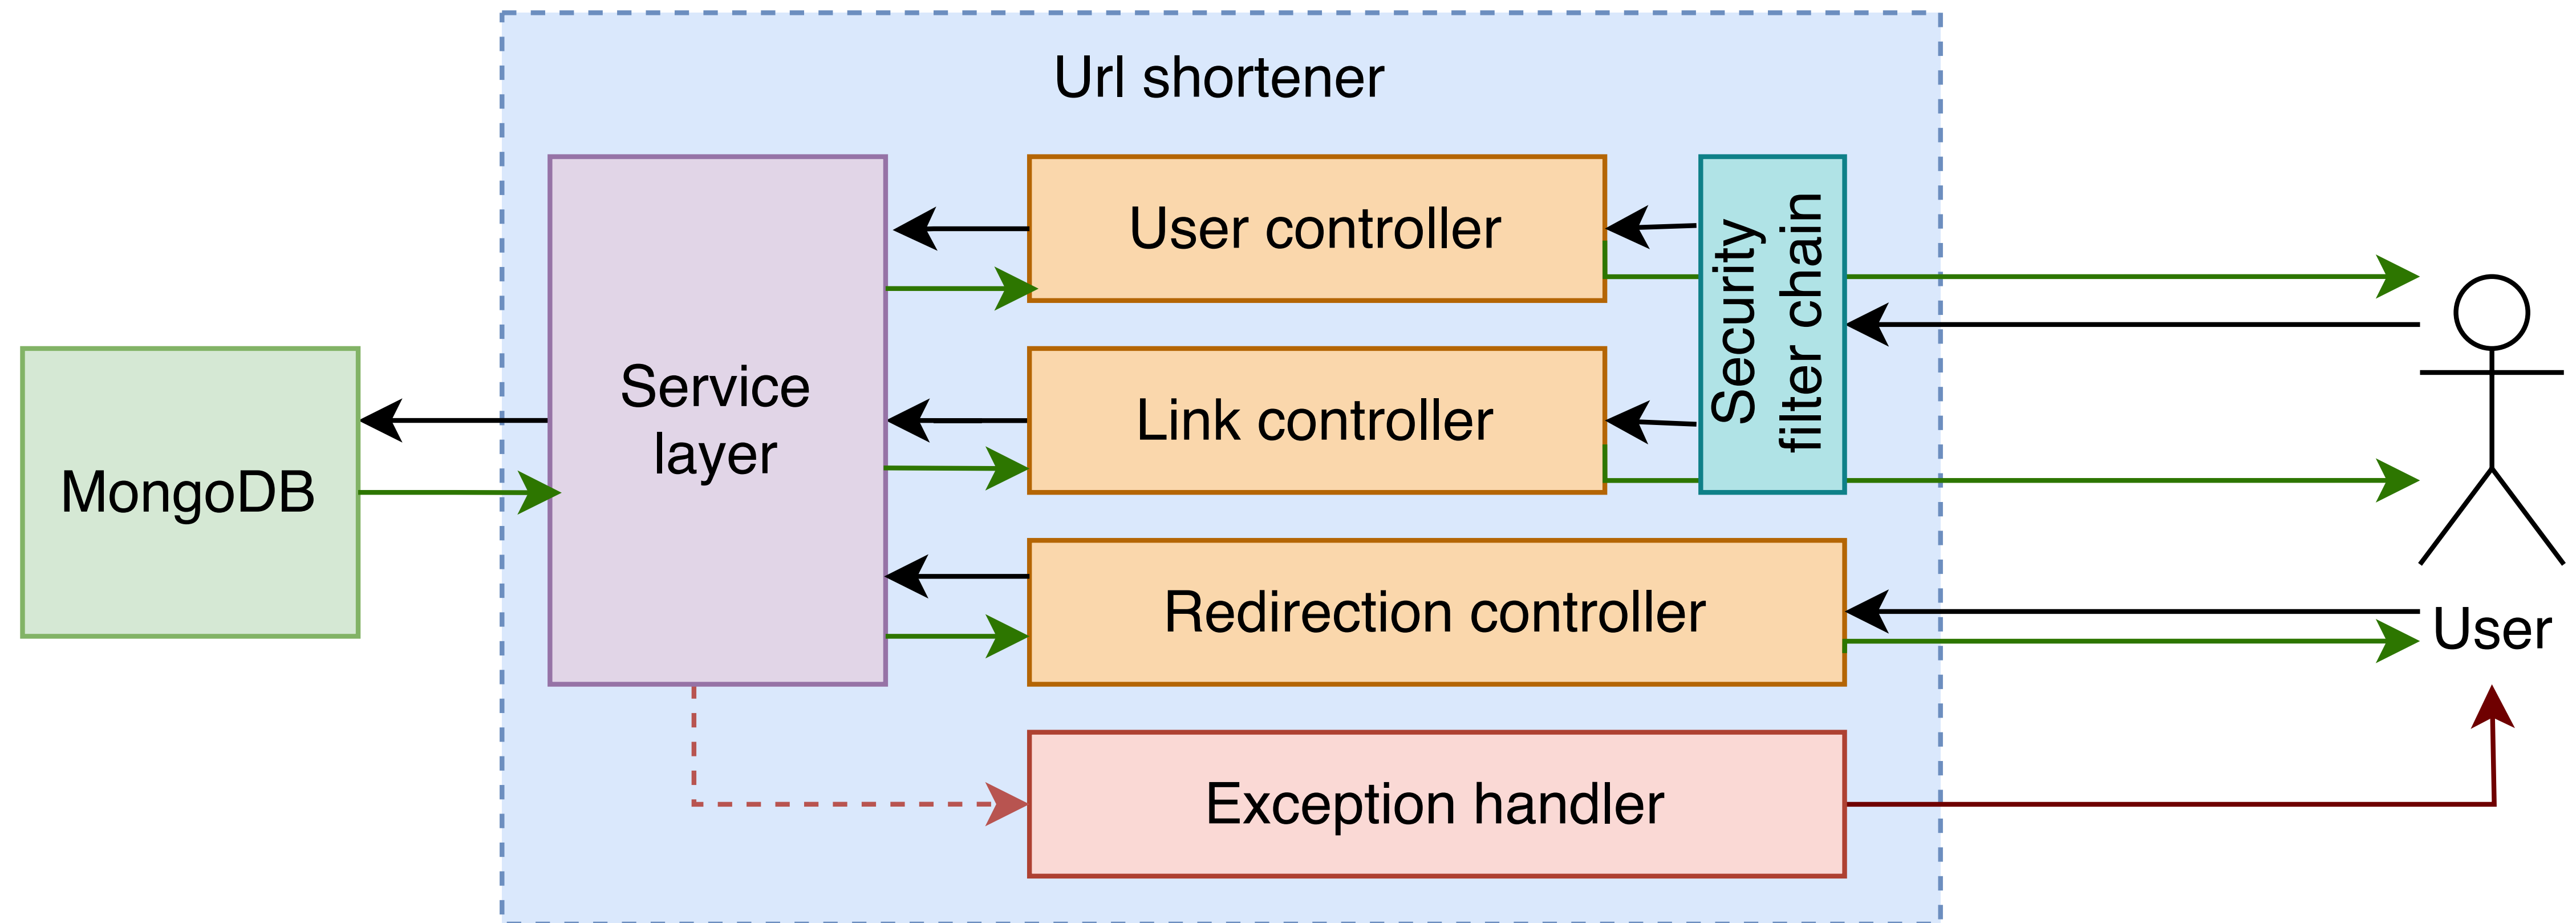 Url shortener
Service
layer
User controller
Security
filter chain
Link controller
MongoDB
Redirection controller
User
Exception handler